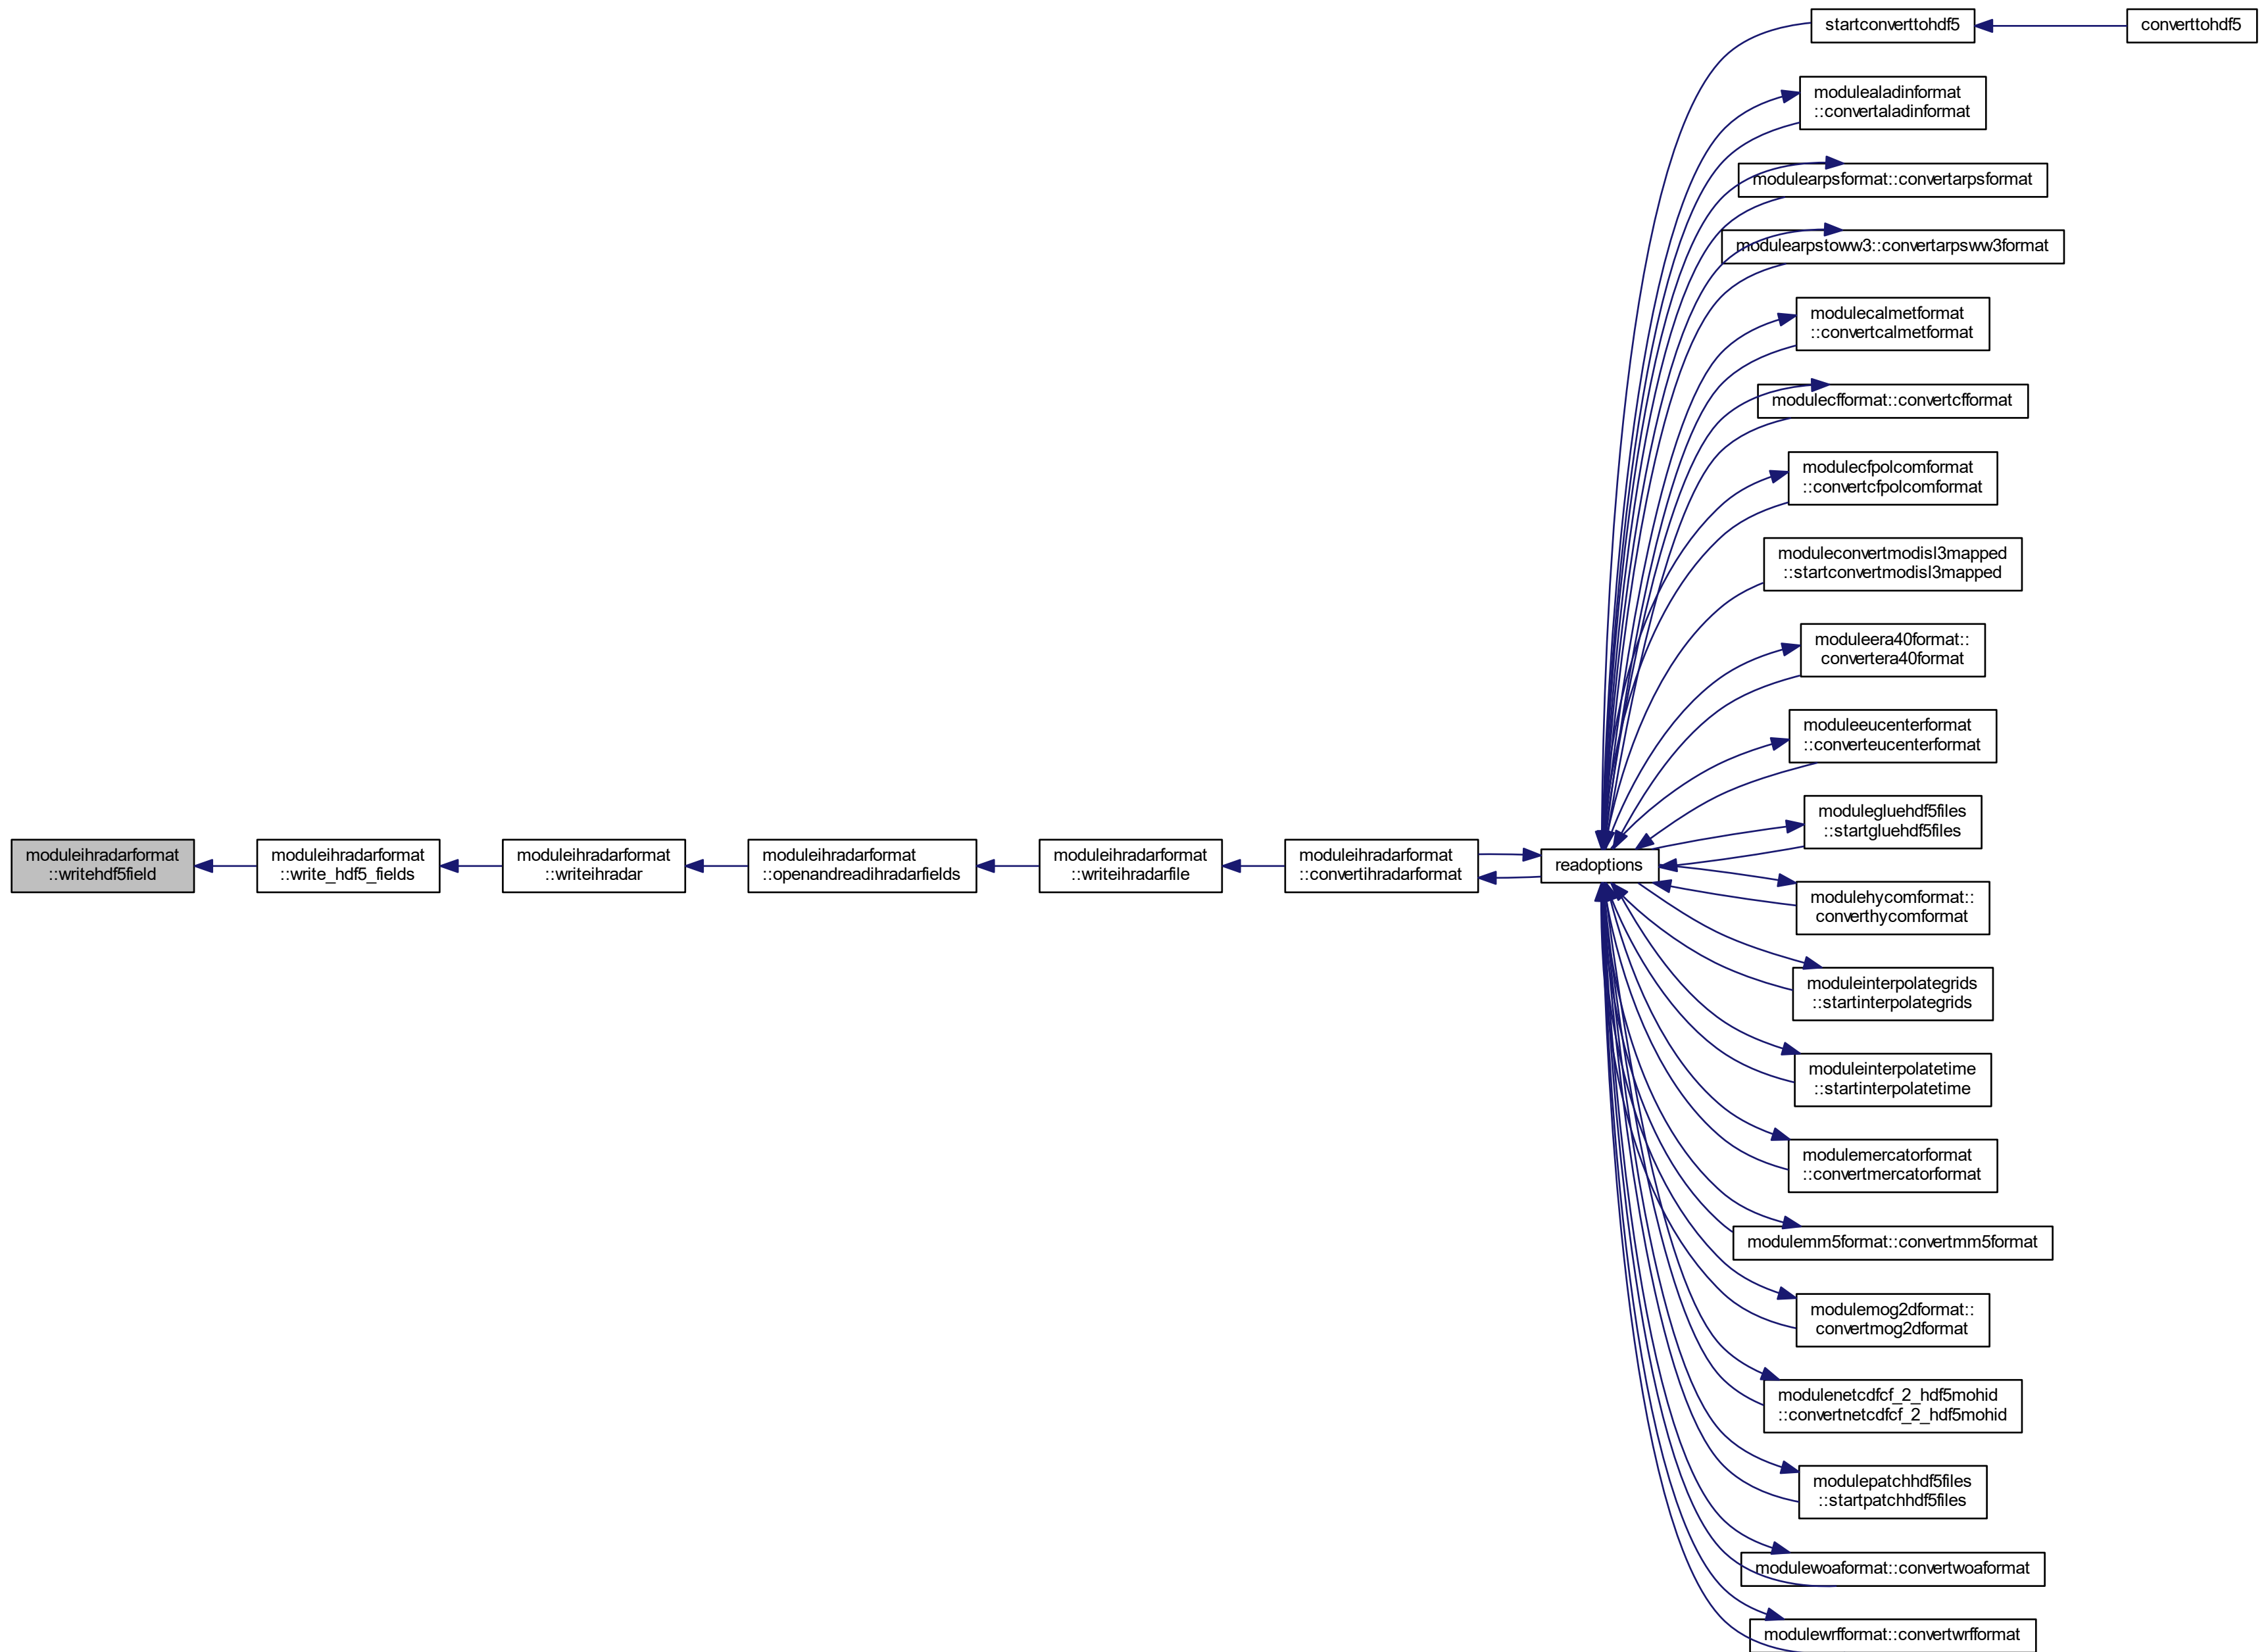 startconverttohdf5
converttohdf5
modulealadinformat
::convertaladinformat
modulearpsformat::convertarpsformat
modulearpstoww3::convertarpsww3format
modulecalmetformat
::convertcalmetformat
modulecfformat::convertcfformat
modulecfpolcomformat
::convertcfpolcomformat
moduleconvertmodisl3mapped
::startconvertmodisl3mapped
moduleera40format::
convertera40format
moduleeucenterformat
::converteucenterformat
modulegluehdf5files
::startgluehdf5files
moduleihradarformat
::writehdf5field
moduleihradarformat
::write_hdf5_fields
moduleihradarformat
::writeihradar
moduleihradarformat
::openandreadihradarfields
moduleihradarformat
::writeihradarfile
moduleihradarformat
::convertihradarformat
readoptions
modulehycomformat::
converthycomformat
moduleinterpolategrids
::startinterpolategrids
moduleinterpolatetime
::startinterpolatetime
modulemercatorformat
::convertmercatorformat
modulemm5format::convertmm5format
modulemog2dformat::
convertmog2dformat
modulenetcdfcf_2_hdf5mohid
::convertnetcdfcf_2_hdf5mohid
modulepatchhdf5files
::startpatchhdf5files
modulewoaformat::convertwoaformat
modulewrfformat::convertwrfformat